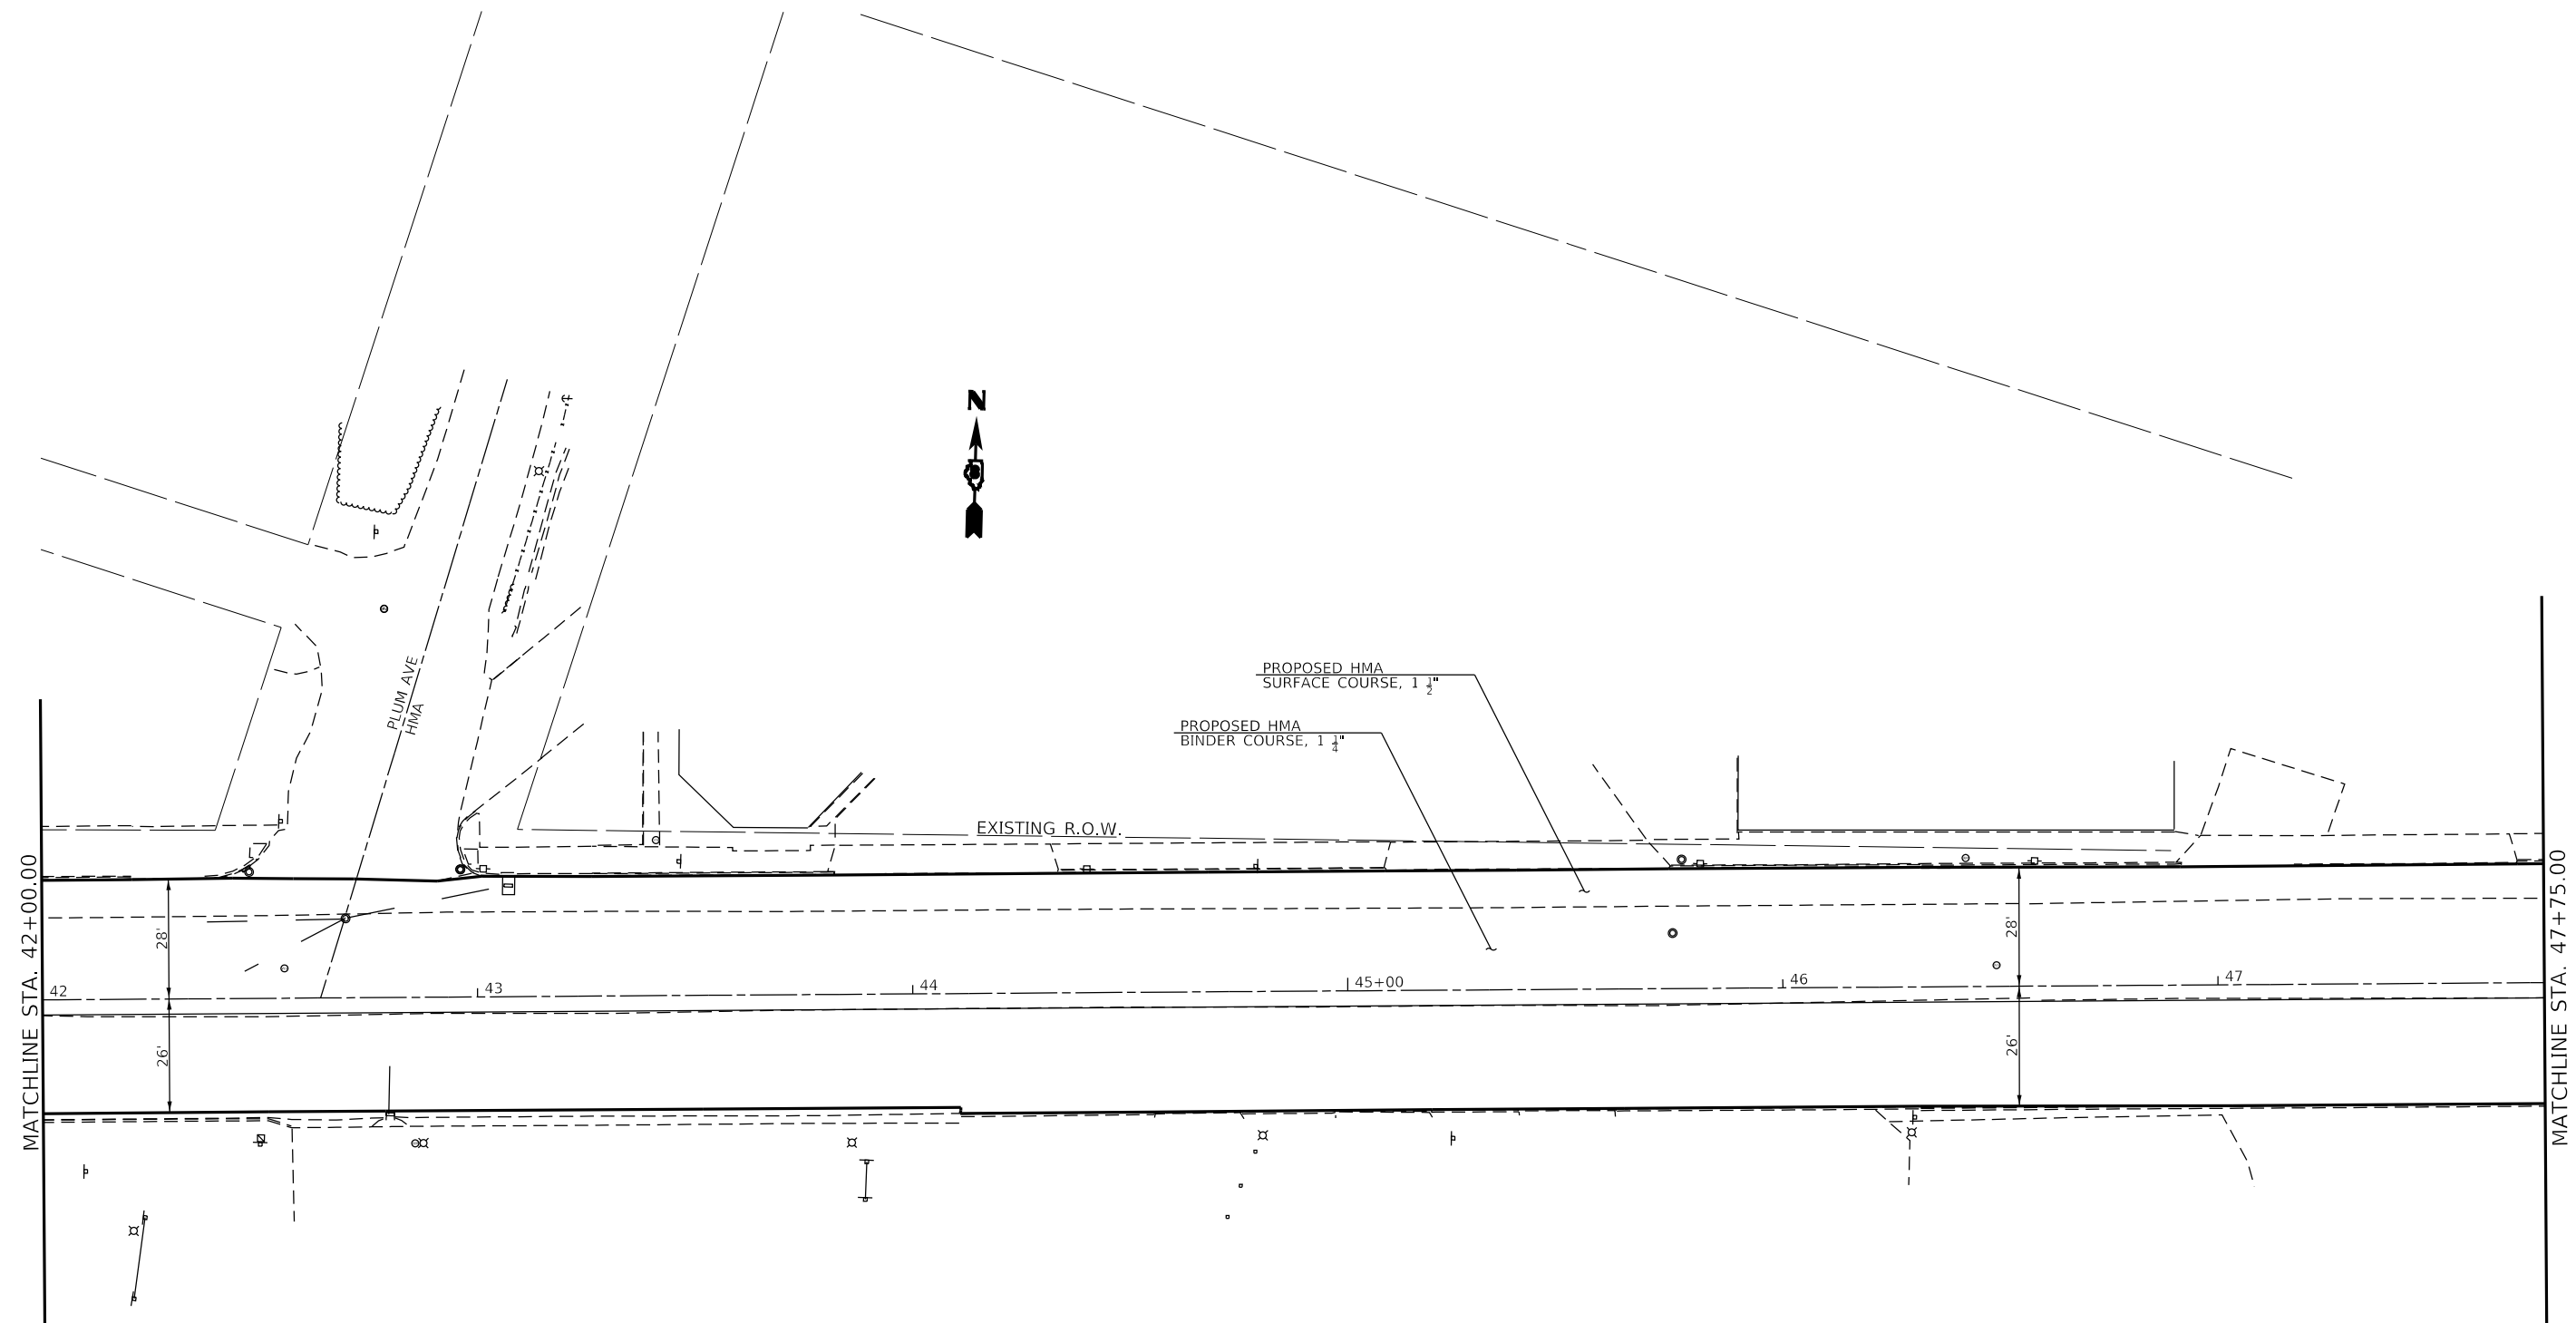 N
PLUM AVE
HMA
PROPOSED HMA
SURFACE COURSE, 1 1/2"
PROPOSED HMA
BINDER COURSE, 1 1/4"
EXISTING R.O.W.
MATCHLINE STA. 42+00.00
28'
26'
42
43
44
45+00
46
47
28'
26'
MATCHLINE STA. 47+75.00